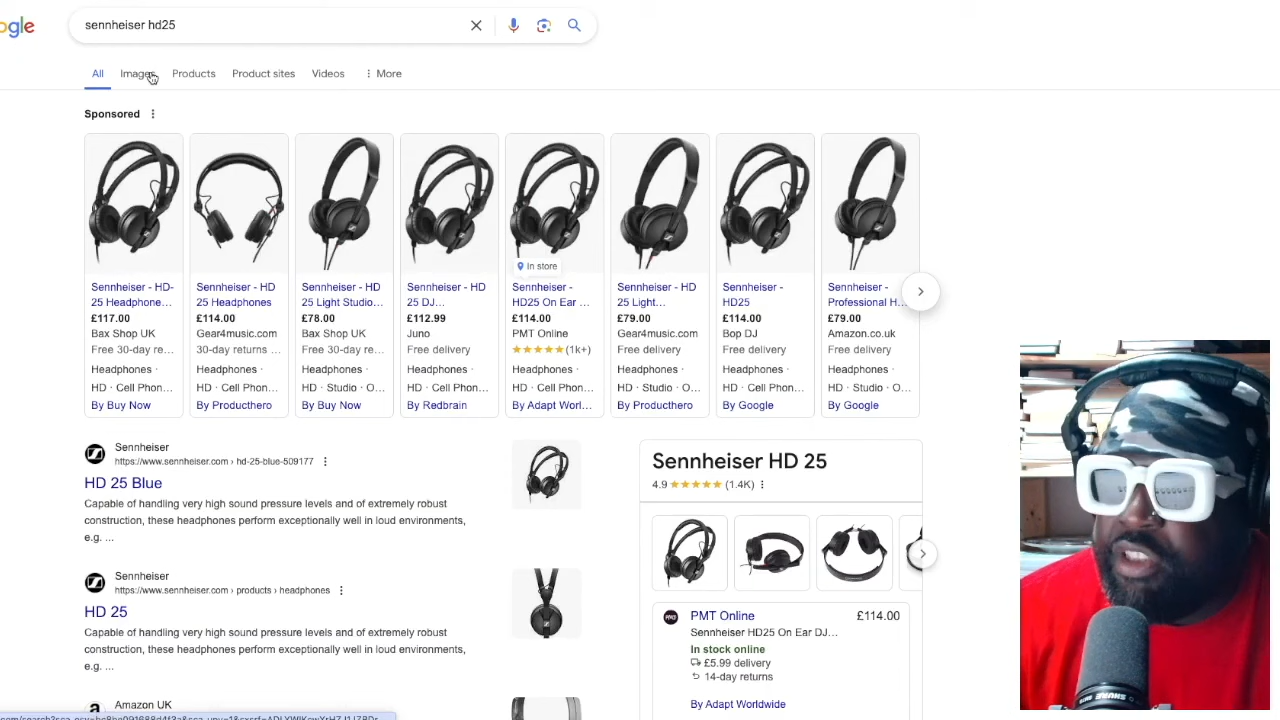 ogle
sennheiser hd25
All Images Products Product sites Videos More
Sponsored
in store
Sennheiser - HD-
25 Headphone...
£117.00
Bax Shop UK
Free 30-day re...
Headphones ·
HD · Cell Phon...
By Buy Now
Sennheiser - HD
25 Headphones
£114.00
Gear4music.com
30-day returns ...
Headphones ·
HD · Cell Phon...
By Producthero
Sennheiser - HD
25 Light Studio...
£78.00
Bax Shop UK
Free 30-day re...
Headphones ·
HD · Studio · O...
By Buy Now
Sennheiser - HD
25 DJ...
£112.99
Juno
Free delivery
Headphones ·
HD · Cell Phon...
By Redbrain
Sennheiser -
HD25 On Ear ...
£114.00
PMT Online
(1k+)
Headphones ·
HD · Cell Phon...
By Adapt Worl...
Sennheiser - HD
25 Light...
£79.00
Gear4music.com
Free delivery
Headphones ·
HD · Studio · O...
By Producthero
Sennheiser -
HD25
£114.00
Bop DJ
Free delivery
Headphones ·
HD · Cell Phon...
By Google
Sennheiser -
Professional H...
£79.00
Amazon.co.uk
Free delivery
Headphones ·
HD · Studio · O...
By Google
Sennheiser
https://www.sennheiser.com › hd-25-blue-509177
HD 25 Blue
Capable of handling very high sound pressure levels and of extremely robust
construction, these headphones perform exceptionally well in loud environments,
e.g. ...
Sennheiser
https://www.sennheiser.com › products › headphones
HD 25
Capable of handling very high sound pressure levels and of extremely robust
construction, these headphones perform exceptionally well in loud environments,
e.g. ...
Amazon UK
Sennheiser HD 25
4.9 (1.4K)
PMT Online £114.00
Sennheiser HD25 On Ear DJ...
In stock online
£5.99 delivery
14-day returns
By Adapt Worldwide
SHURE